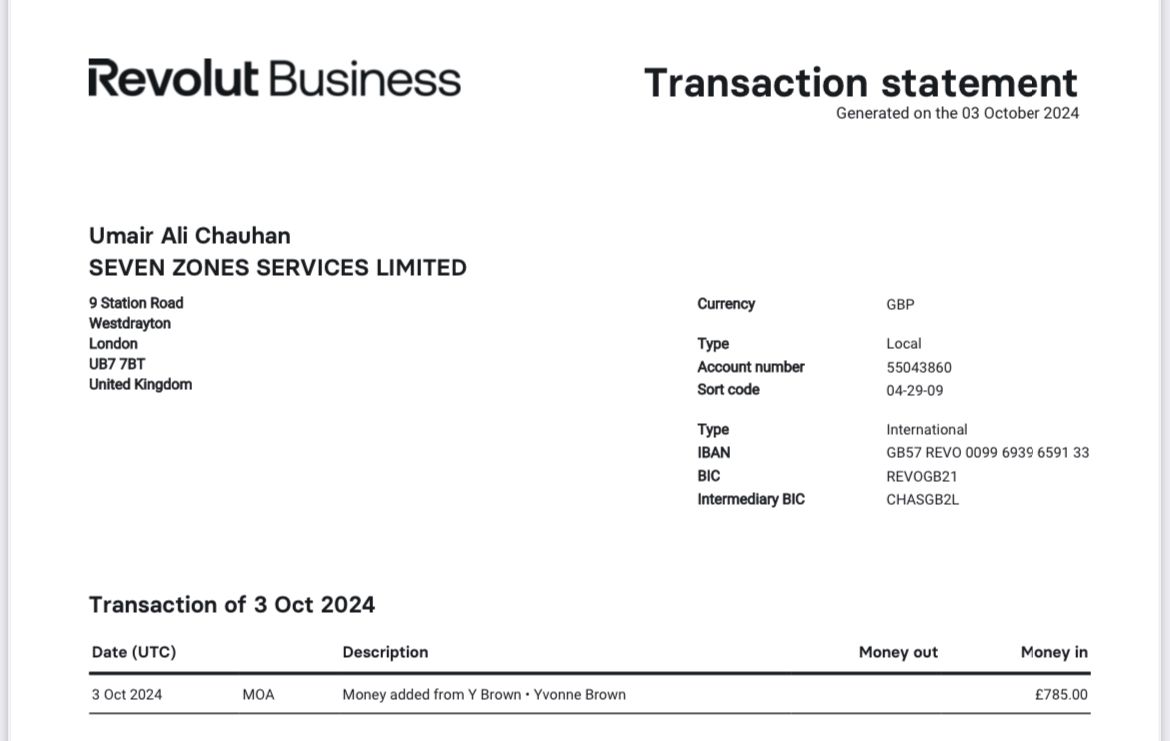 Revolut Business
Transaction statement
Generated on the 03 October 2024
Umair Ali Chauhan
SEVEN ZONES SERVICES LIMITED
9 Station Road
Westdrayton
London
UB7 7BT
United Kingdom
Currency GBP
Type Local
Account number 55043860
Sort code 04-29-09
Type International
IBAN GB57 REVO 0099 6939 6591 33
BIC REVOGB21
Intermediary BIC CHASGB2L
Transaction of 3 Oct 2024
Date (UTC) Description Money out Money in
3 Oct 2024 MOA Money added from Y Brown • Yvonne Brown £785.00